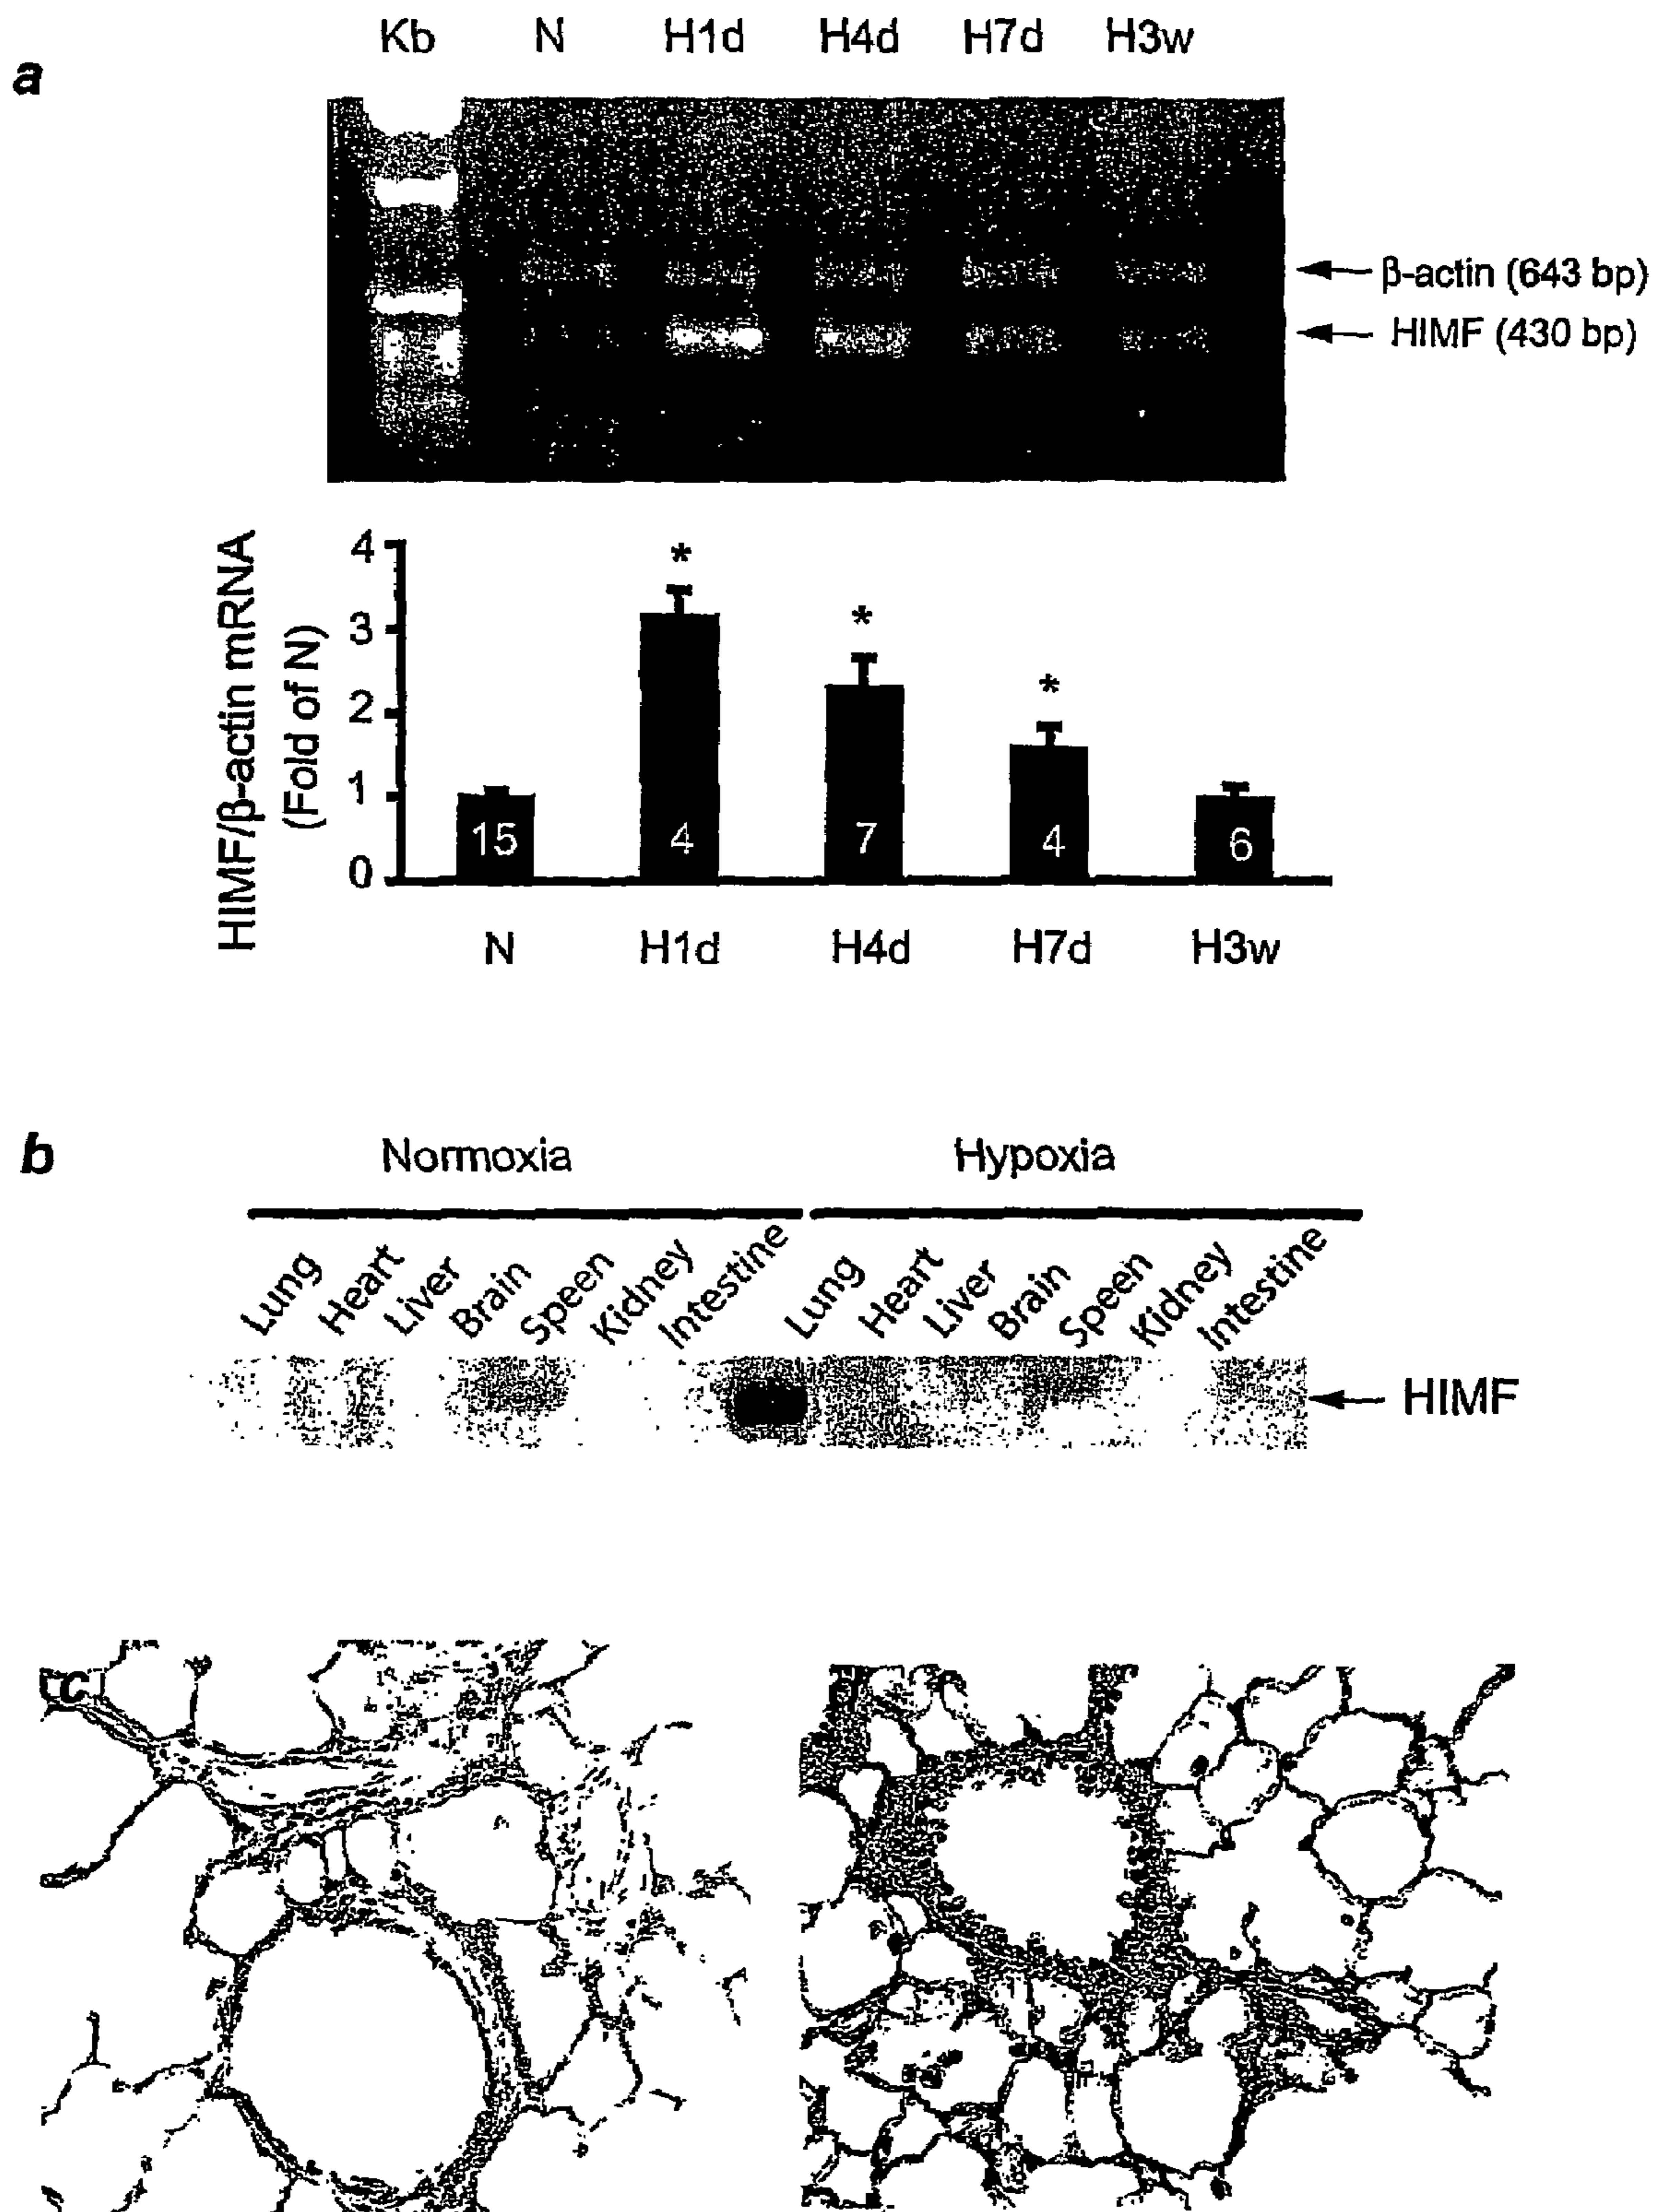 Kb N H1d H4d H7d H3w
a
β-actin (643 bp)
HIMF (430 bp)
HIMF/β-actin mRNA
(Fold of N)
4
3
2
1
0
* * *
15 4 7 4 6
N H1d H4d H7d H3w
b
Normoxia Hypoxia
Lung Heart Liver Brain Speen Kidney Intestine Lung Heart Liver Brain Speen Kidney Intestine
HIMF
c